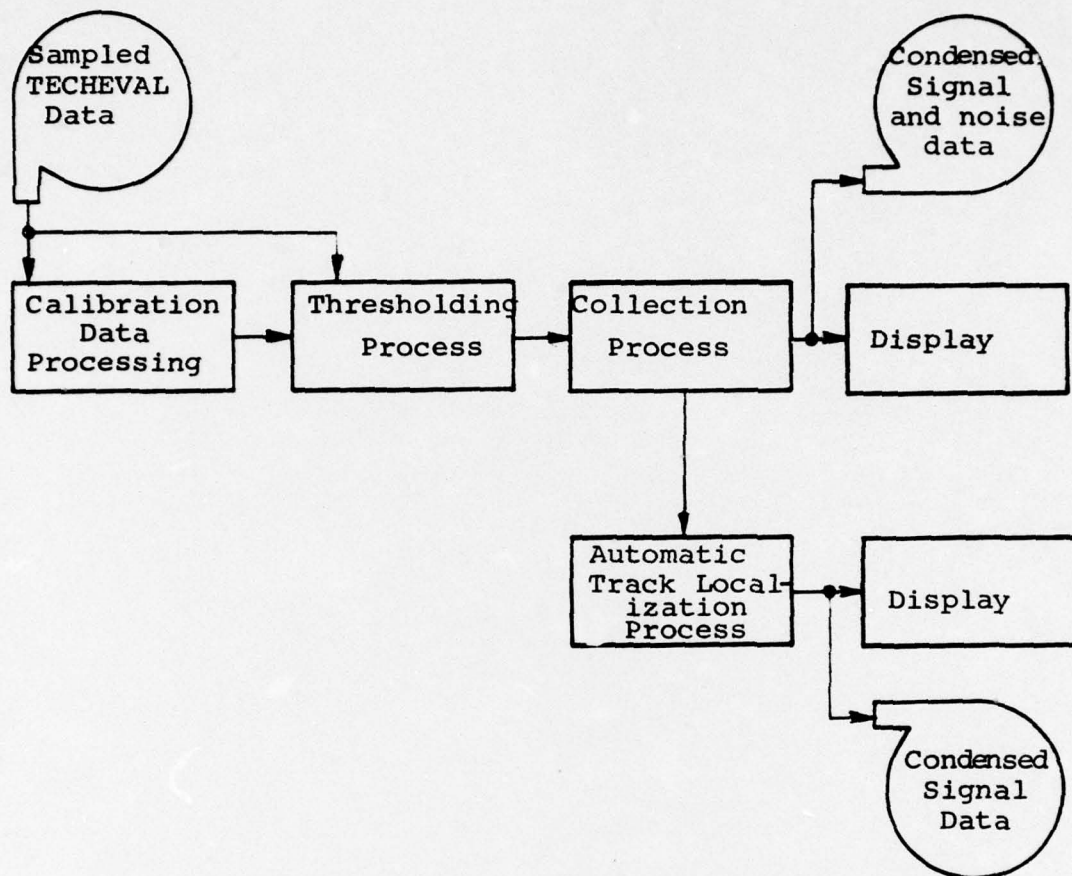 Sampled
TECHEVAL
Data
Condensed
Signal
and noise
data
Calibration
Data
Processing
Thresholding
Process
Collection
Process
Display
Automatic
Track Local-
ization
Process
Display
Condensed
Signal
Data